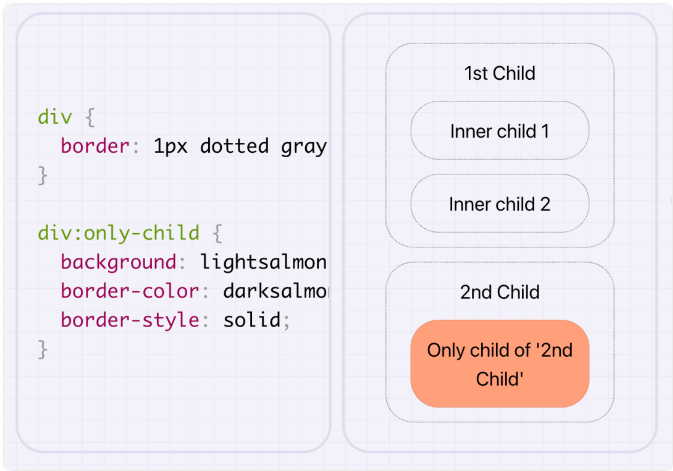 div {
border: 1px dotted gray
}
div:only-child {
background: lightsalmon
border-color: darksalmo
border-style: solid;
}
1st Child
Inner child 1
Inner child 2
2nd Child
Only child of '2nd
Child'